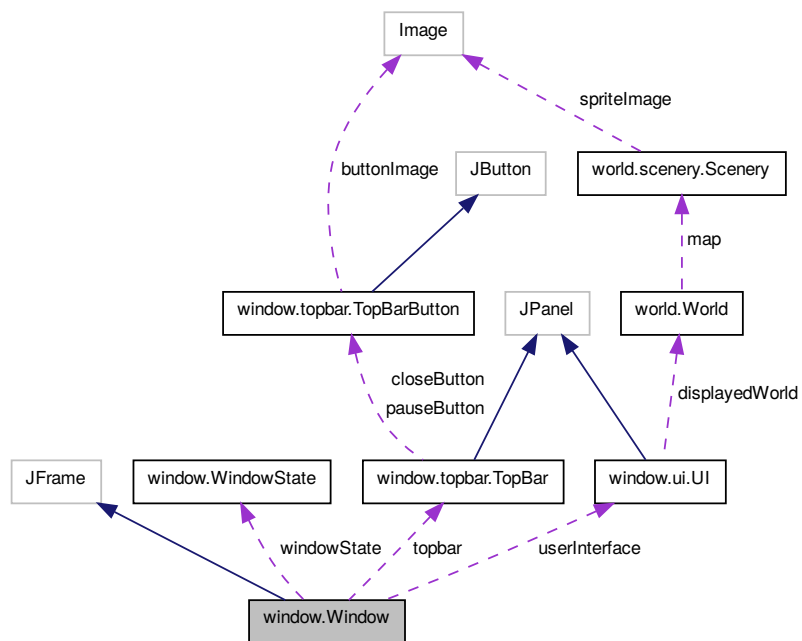 Image
spriteImage
buttonImage
JButton
world.scenery.Scenery
map
window.topbar.TopBarButton
JPanel
world.World
closeButton
pauseButton
displayedWorld
JFrame
window.WindowState
window.topbar.TopBar
window.ui.UI
windowState
topbar
userInterface
window.Window